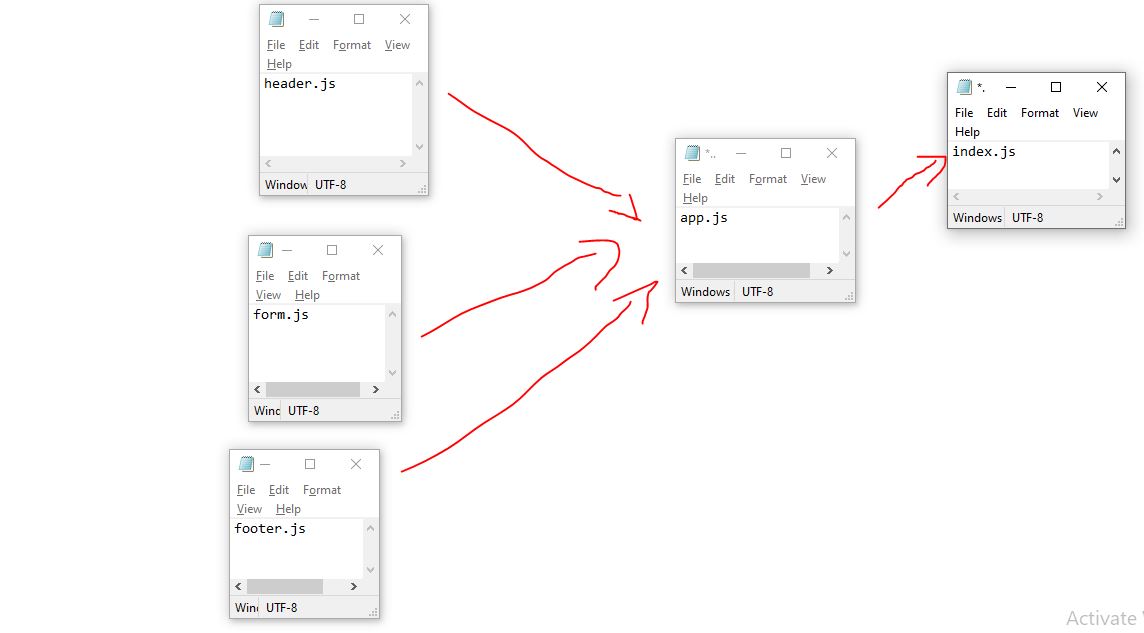 File Edit Format View
Help
header.js
Window UTF-8
File Edit Format
View Help
form.js
Wind UTF-8
File Edit Format
View Help
footer.js
Wind UTF-8
*..
File Edit Format View
Help
app.js
Windows UTF-8
*.
File Edit Format View
Help
index.js
Windows UTF-8
Activate